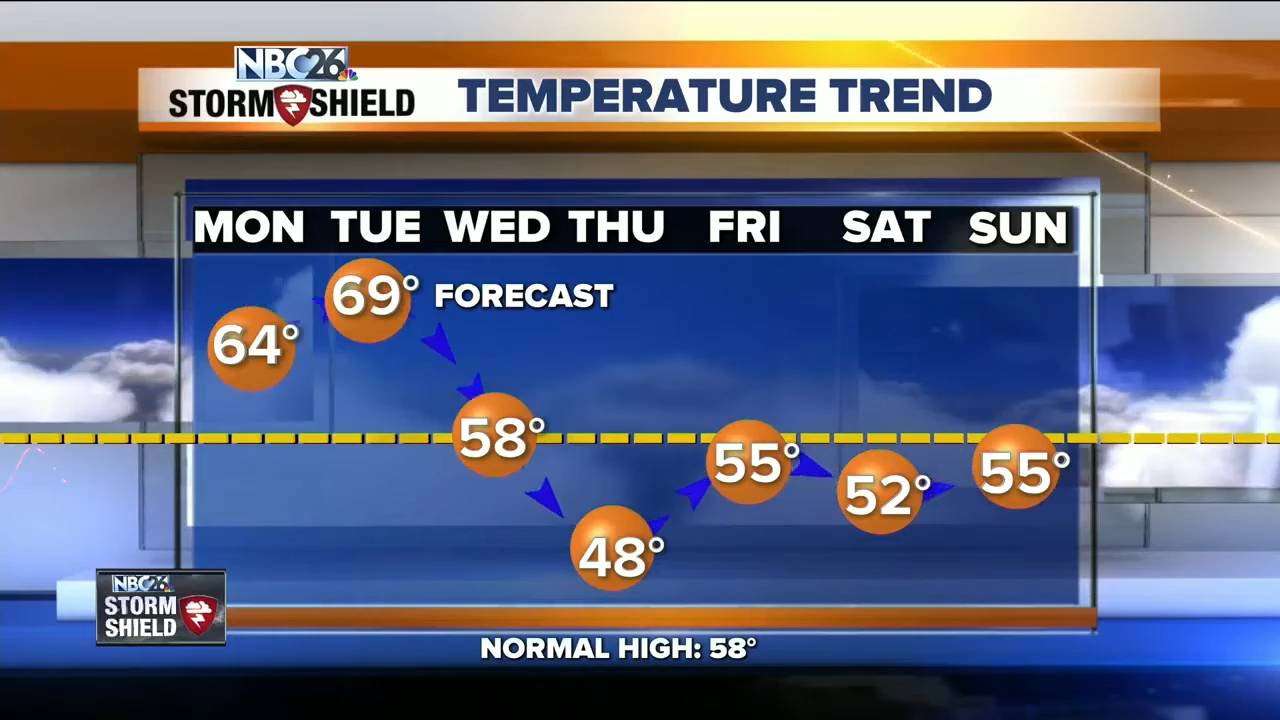 NBC26
STORM SHIELD
TEMPERATURE TREND
MON TUE WED THU FRI SAT SUN
69° FORECAST
64°
58°
55°
52°
55°
48°
NBC26
STORM
SHIELD
NORMAL HIGH: 58°